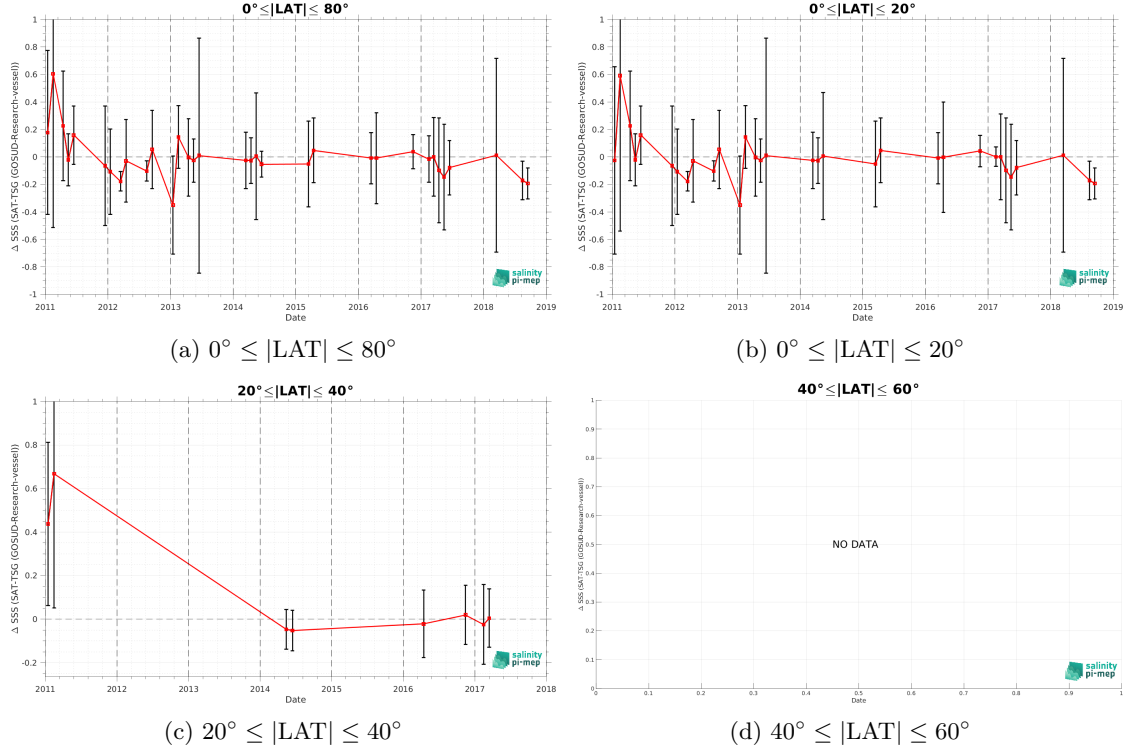 0°≤|LAT|≤ 80°
Δ SSS (SAT-TSG (GOSUD-Research-vessel))
1
0.8
0.6
0.4
0.2
0
-0.2
-0.4
-0.6
-0.8
-1
2011 2012 2013 2014 2015 2016 2017 2018 2019
Date
salinity
pi-mep
(a) 0° ≤ |LAT| ≤ 80°
0°≤|LAT|≤ 20°
Δ SSS (SAT-TSG (GOSUD-Research-vessel))
1
0.8
0.6
0.4
0.2
0
-0.2
-0.4
-0.6
-0.8
-1
2011 2012 2013 2014 2015 2016 2017 2018 2019
Date
salinity
pi-mep
(b) 0° ≤ |LAT| ≤ 20°
20°≤|LAT|≤ 40°
Δ SSS (SAT-TSG (GOSUD-Research-vessel))
1
0.8
0.6
0.4
0.2
0
-0.2
2011 2012 2013 2014 2015 2016 2017 2018
Date
salinity
pi-mep
(c) 20° ≤ |LAT| ≤ 40°
40°≤|LAT|≤ 60°
Δ SSS (SAT-TSG (GOSUD-Research-vessel))
1
0.9
0.8
0.7
0.6
0.5
0.4
0.3
0.2
0.1
0
NO DATA
0 0.1 0.2 0.3 0.4 0.5 0.6 0.7 0.8 0.9 1
Date
salinity
pi-mep
(d) 40° ≤ |LAT| ≤ 60°